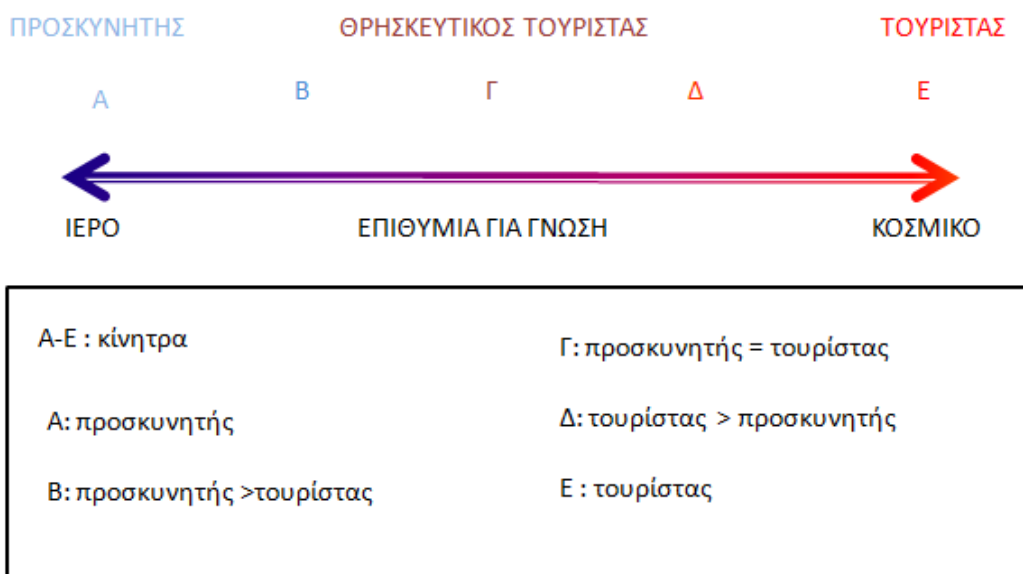 ΠΡΟΣΚΥΝΗΤΗΣ ΘΡΗΣΚΕΥΤΙΚΟΣ ΤΟΥΡΙΣΤΑΣ ΤΟΥΡΙΣΤΑΣ
Α Β Γ Δ Ε
ΙΕΡΟ ΕΠΙΘΥΜΙΑ ΓΙΑ ΓΝΩΣΗ ΚΟΣΜΙΚΟ
Α-Ε : κίνητρα
Α: προσκυνητής
Β: προσκυνητής >τουρίστας
Γ: προσκυνητής = τουρίστας
Δ: τουρίστας > προσκυνητής
Ε : τουρίστας